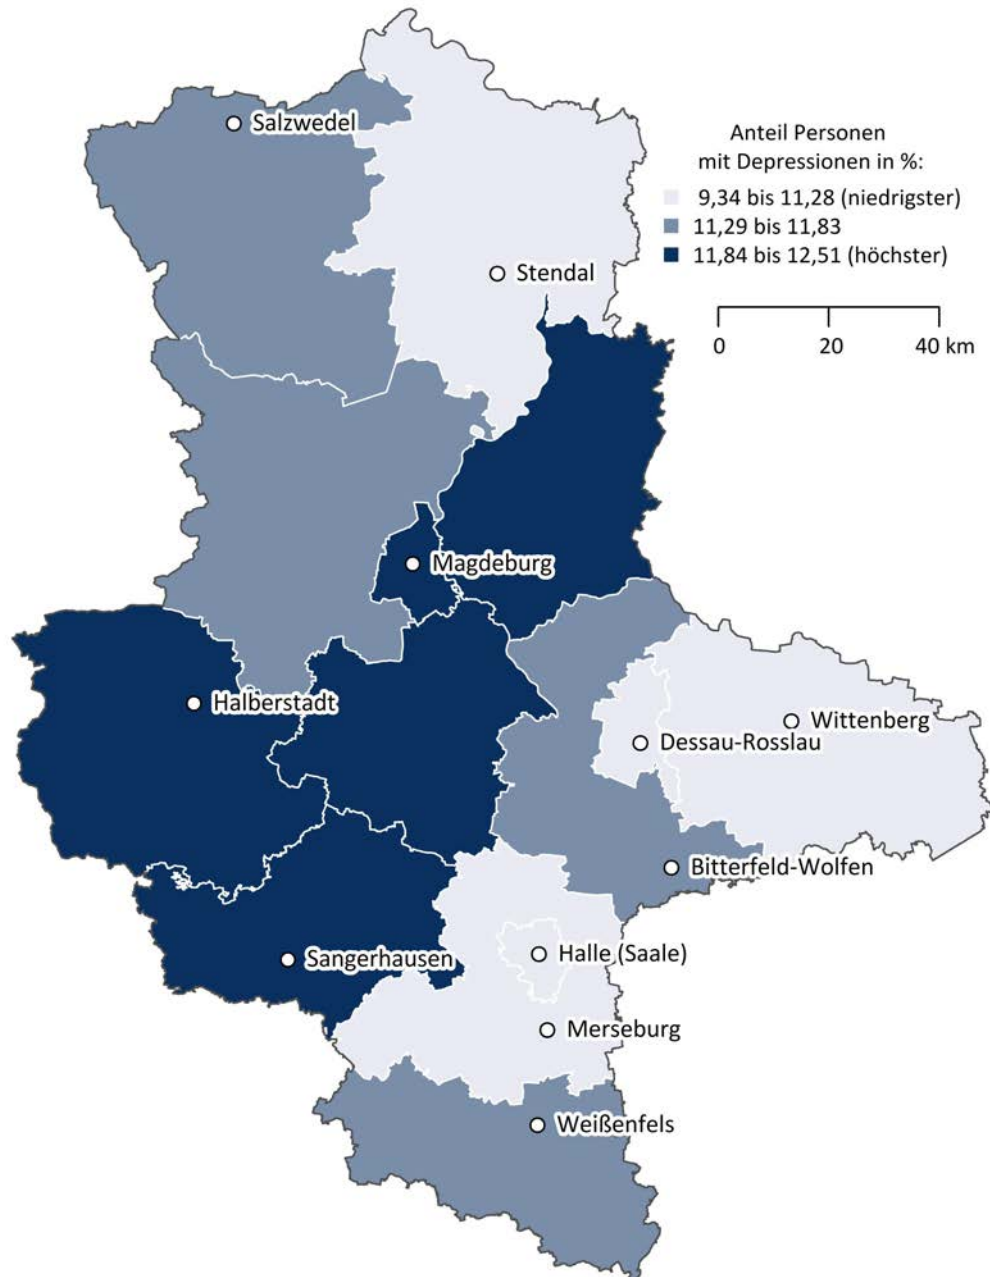 Salzwedel
Anteil Personen
mit Depressionen in %:
9,34 bis 11,28 (niedrigster)
11,29 bis 11,83
11,84 bis 12,51 (höchster)
Stendal
0 20 40 km
Magdeburg
Halberstadt
Wittenberg
Dessau-Rosslau
Bitterfeld-Wolfen
Sangerhausen
Halle (Saale)
Merseburg
Weißenfels